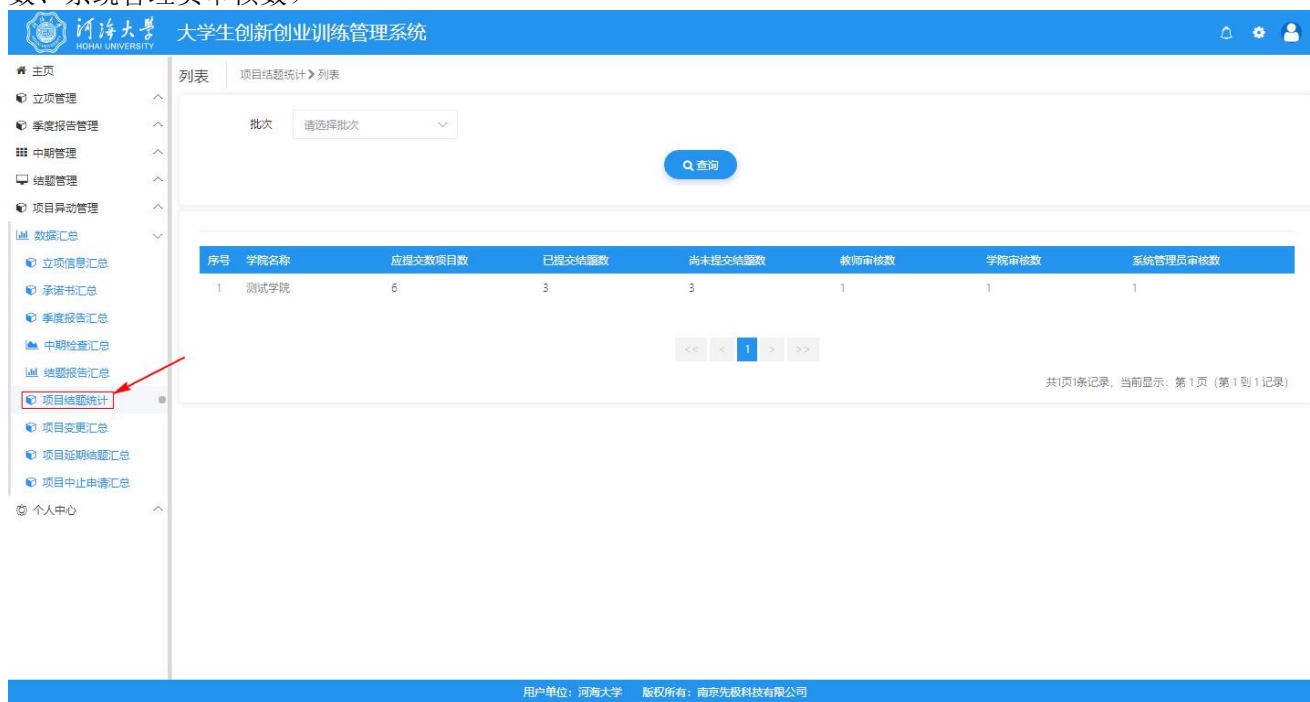 数、系统管理员审核数；
河海大学 大学生创新创业训练管理系统
HOHAI UNIVERSITY
主页
立项管理
季度报告管理
中期管理
结题管理
项目异动管理
数据汇总
立项信息汇总
承诺书汇总
季度报告汇总
中期检查汇总
结题报告汇总
项目结题统计
项目变更汇总
项目延期结题汇总
项目中止申请汇总
个人中心
列表 项目结题统计 > 列表
批次 请选择批次
查询
序号 学院名称 应提交数项目数 已提交结题数 尚未提交结题数 教师审核数 学院审核数 系统管理员审核数
1 测试学院 6 3 3 1 1 1
<< < 1 > >>
共1页1条记录, 当前显示: 第1页 (第1到1记录)
用户单位: 河海大学 版权所有: 南京先极科技有限公司